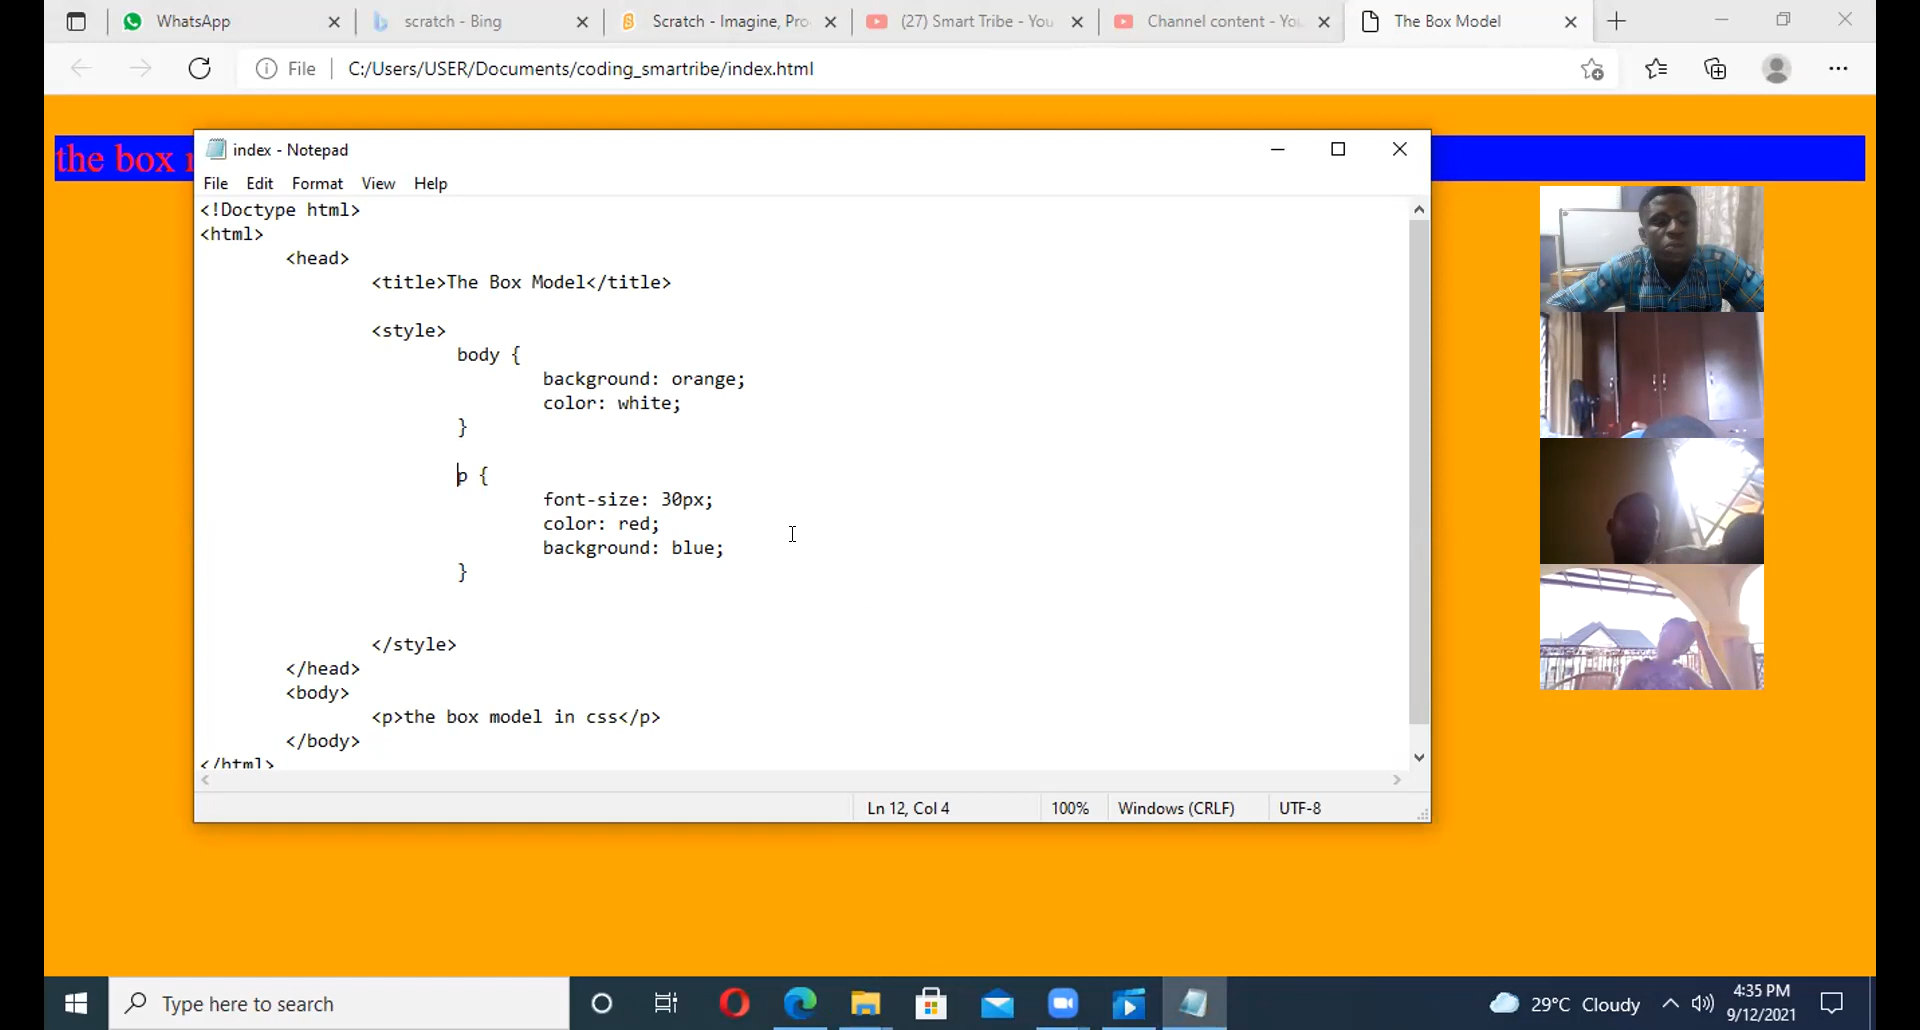 WhatsApp
scratch - Bing
Scratch - Imagine, Pro
(27) Smart Tribe - You
Channel content - You
The Box Model
File
C:/Users/USER/Documents/coding_smartribe/index.html
the box
index - Notepad
File Edit Format View Help
<!Doctype html>
<html>
<head>
<title>The Box Model</title>
<style>
body {
background: orange;
color: white;
}
p {
font-size: 30px;
color: red;
background: blue;
}
</style>
</head>
<body>
<p>the box model in css</p>
</body>
</html>
Ln 12, Col 4
100%
Windows (CRLF)
UTF-8
Type here to search
29°C Cloudy
4:35 PM
9/12/2021